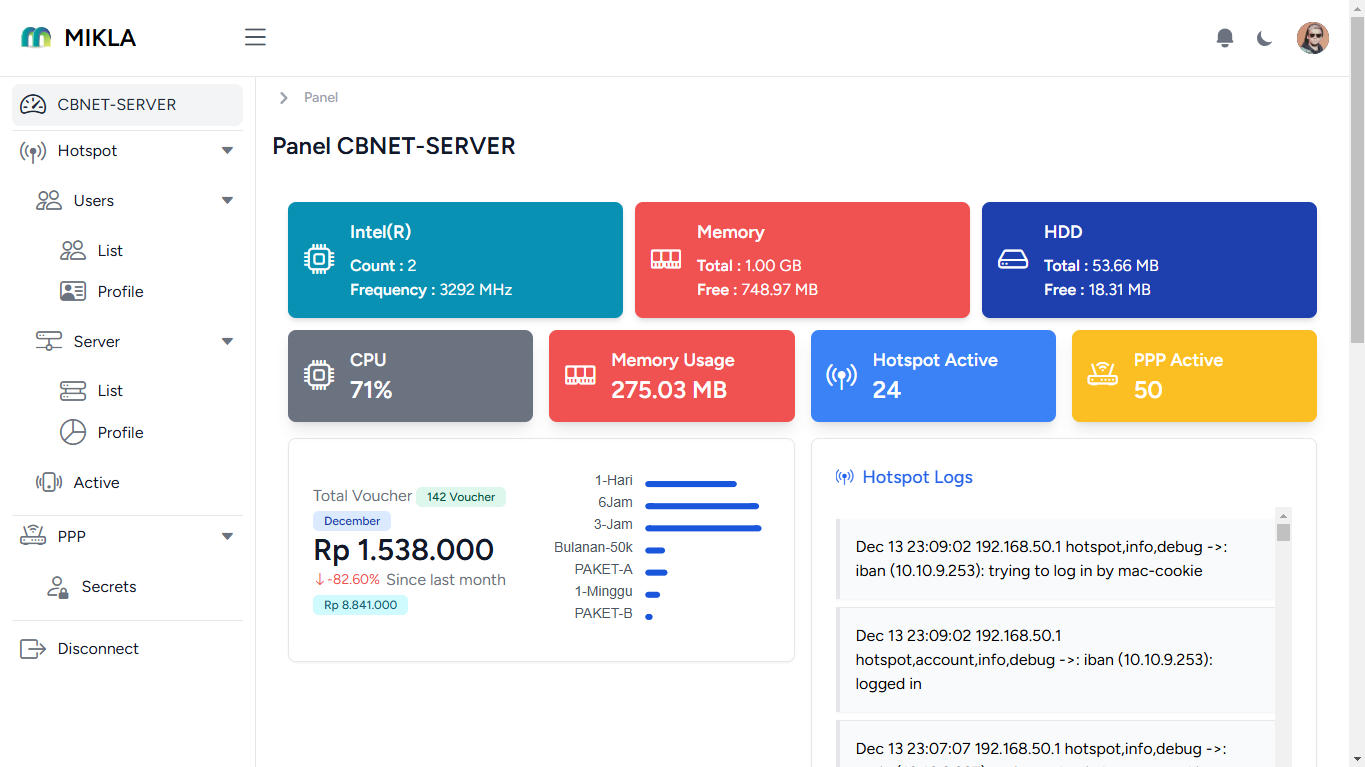 MIKLA
CBNET-SERVER
Hotspot
Users
List
Profile
Server
List
Profile
Active
PPP
Secrets
Disconnect
Panel
Panel CBNET-SERVER
Intel(R)
Count : 2
Frequency : 3292 MHz
Memory
Total : 1.00 GB
Free : 748.97 MB
HDD
Total : 53.66 MB
Free : 18.31 MB
CPU
71%
Memory Usage
275.03 MB
Hotspot Active
24
PPP Active
50
Total Voucher 142 Voucher
December
Rp 1.538.000
↓-82.60% Since last month
Rp 8.841.000
1-Hari
6Jam
3-Jam
Bulanan-50k
PAKET-A
1-Minggu
PAKET-B
Hotspot Logs
Dec 13 23:09:02 192.168.50.1 hotspot,info,debug ->:
iban (10.10.9.253): trying to log in by mac-cookie
Dec 13 23:09:02 192.168.50.1
hotspot,account,info,debug ->: iban (10.10.9.253):
logged in
Dec 13 23:07:07 192.168.50.1 hotspot,info,debug ->: